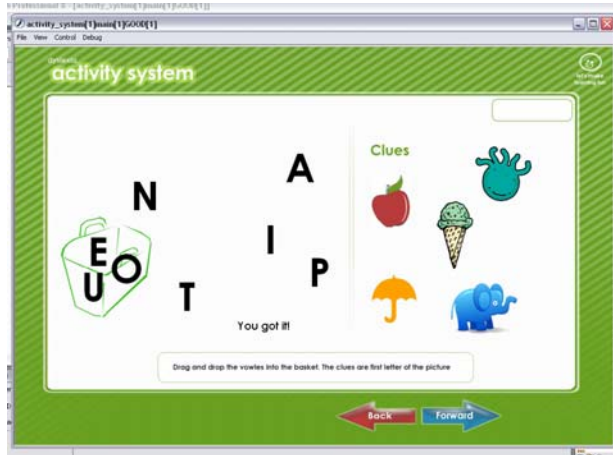 activity_system[1]main[1]GOOD[1]
File View Control Debug
dyslexia
activity system
Clues
A
N
E
I
O
U
P
T
You got it!
Drag and drop the vowles into the basket. The clues are first letter of the picture
Back
Forward